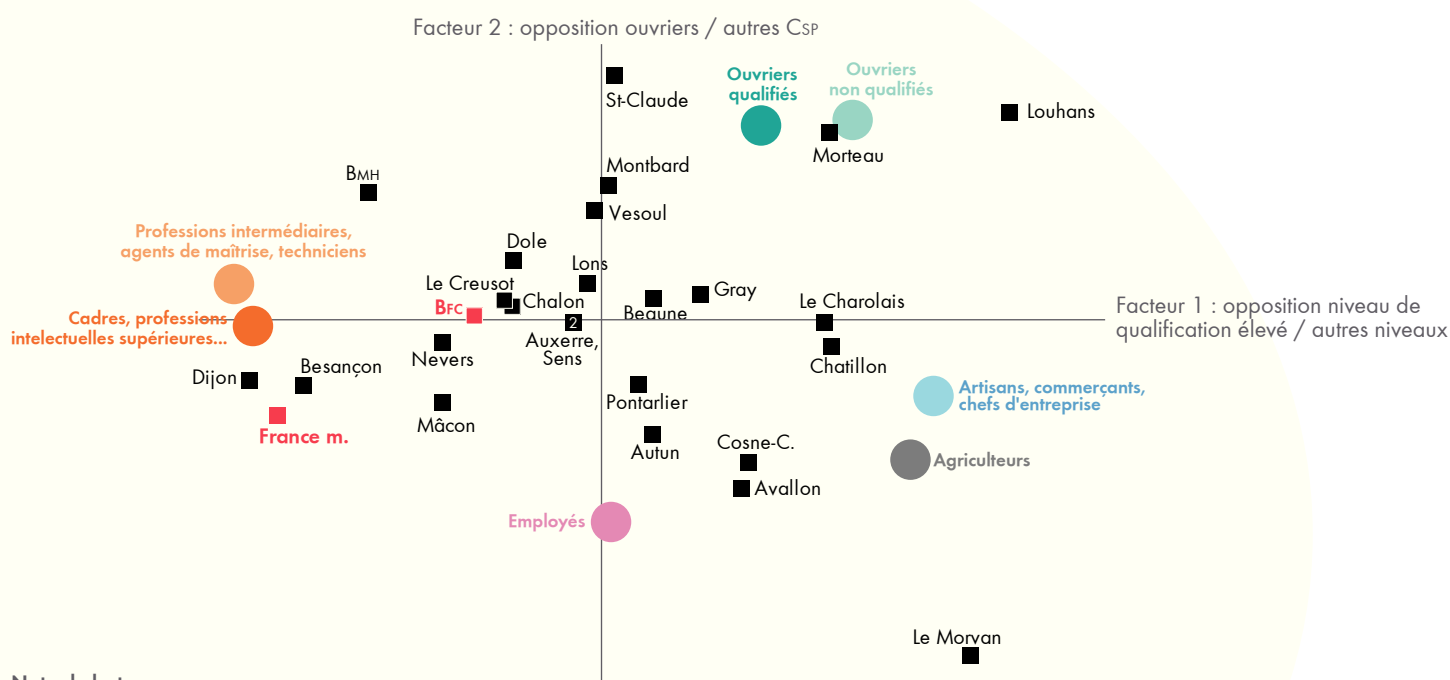 Facteur 2 : opposition ouvriers / autres CSP
Ouvriers
qualifiés
Ouvriers
non qualifiés
St-Claude
Louhans
Morteau
Montbard
BMH
Vesoul
Professions intermédiaires,
agents de maîtrise, techniciens
Dole
Lons
Le Creusot
Gray
Chalon
BFC
Beaune
Le Charolais
Facteur 1 : opposition niveau de
qualification élevé / autres niveaux
Cadres, professions
intelectuelles supérieures...
2
Auxerre,
Sens
Nevers
Chatillon
Dijon
Besançon
Artisans, commerçants,
chefs d'entreprise
Pontarlier
Mâcon
France m.
Autun
Cosne-C.
Agriculteurs
Avallon
Employés
Le Morvan